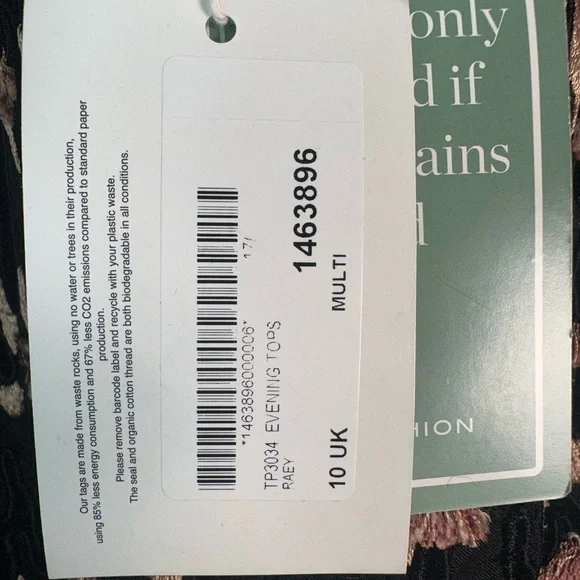 Our tags are made from waste rocks, using no water or trees in their production,
using 85% less energy consumption and 67% less CO2 emissions compared to standard paper
production.
Please remove barcode label and recycle with your plastic waste.
The seal and organic cotton thread are both biodegradable in all conditions.
17/
*1463896000006*
TP3034 EVENING TOPS
RAEY
1463896
10 UK MULTI
only
d if
ains
d
HION